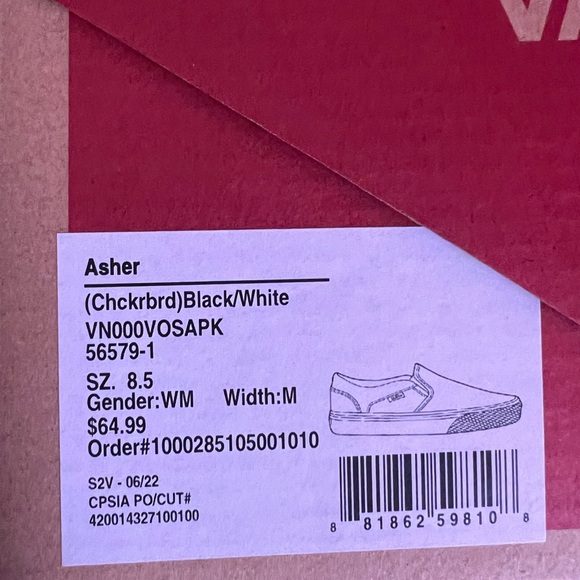 VA
Asher
(Chckrbrd)Black/White
VN000VOSAPK
56579-1
SZ. 8.5
Gender:WM Width:M
$64.99
Order#1000285105001010
S2V - 06/22
CPSIA PO/CUT#
420014327100100
8 81862 59810 8